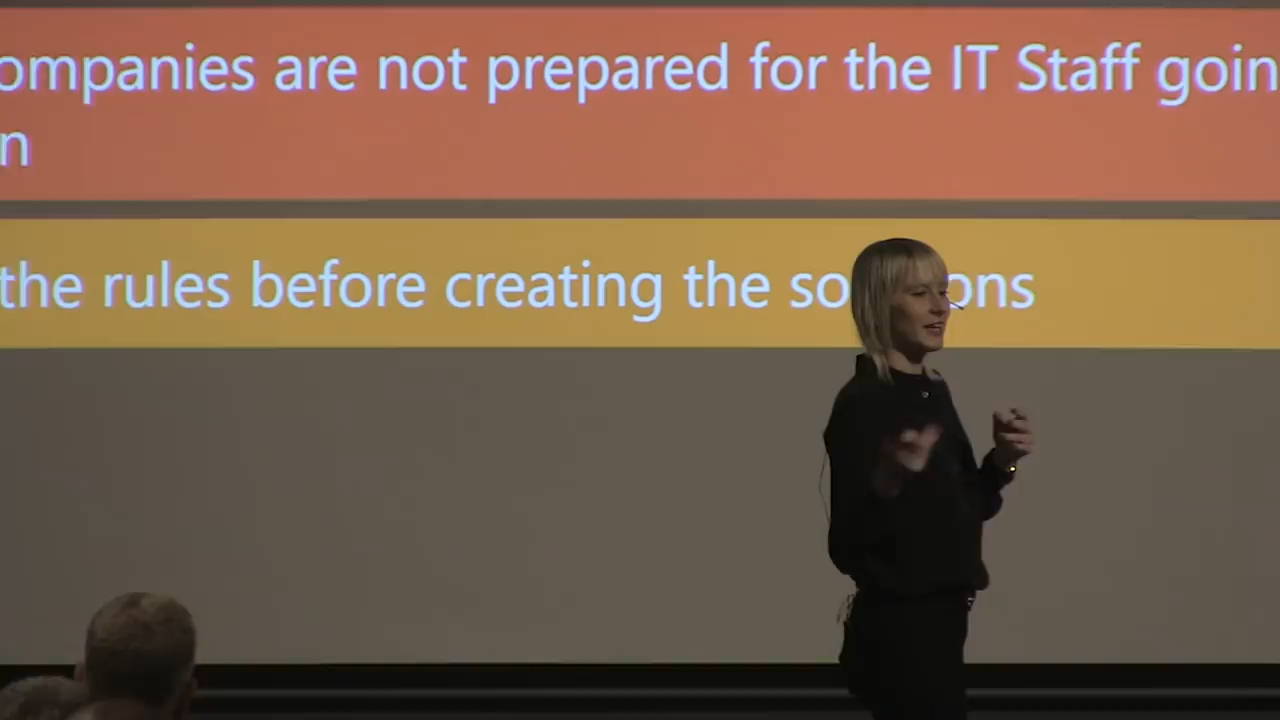 ompanies are not prepared for the IT Staff goin
n
the rules before creating the so ons